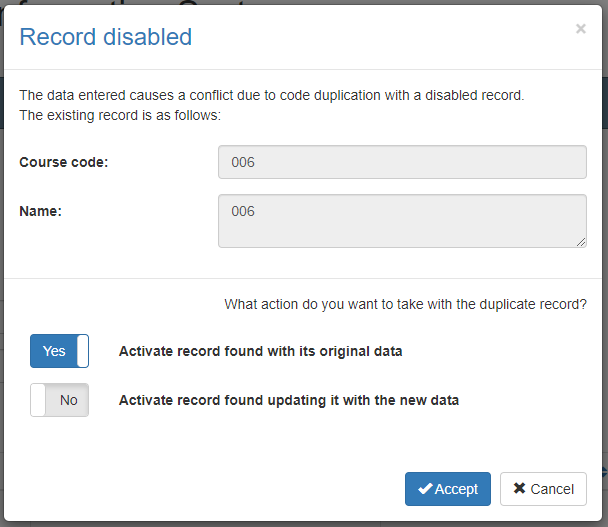 Record disabled
×
The data entered causes a conflict due to code duplication with a disabled record.
The existing record is as follows:
Course code:
006
Name:
006
What action do you want to take with the duplicate record?
Yes
Activate record found with its original data
No
Activate record found updating it with the new data
Accept
Cancel